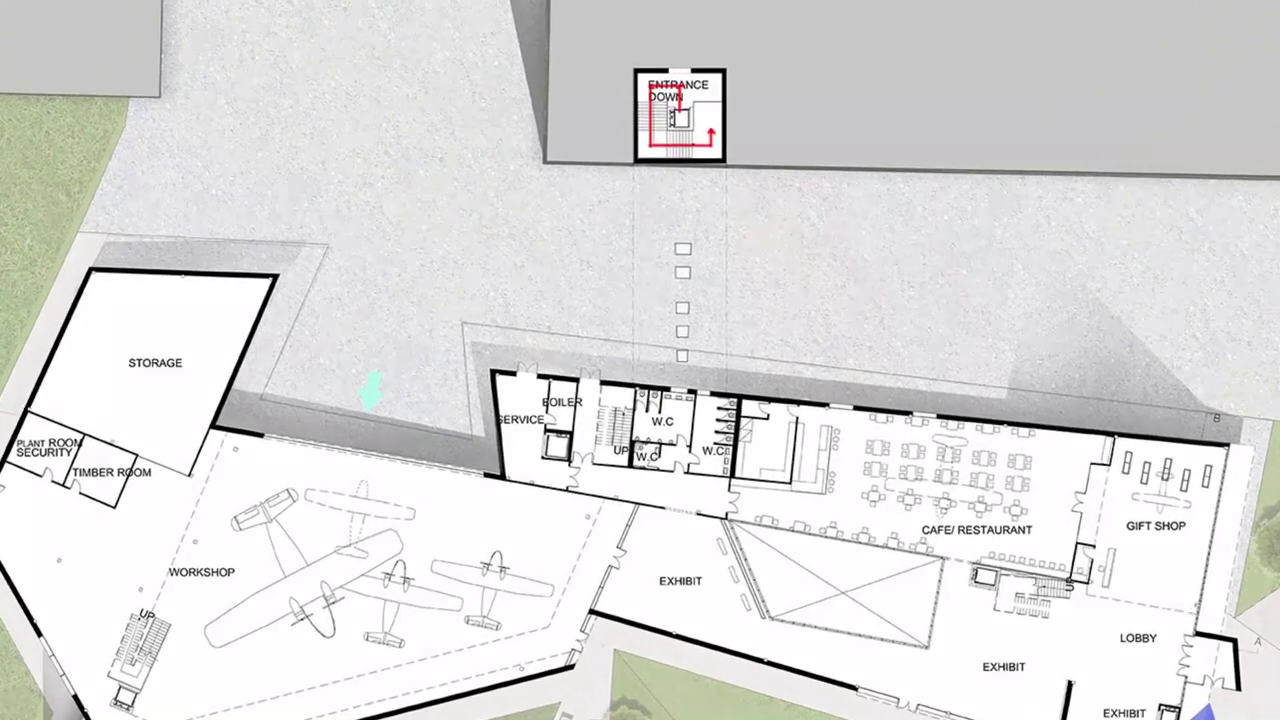 ENTRANCE
DOWN
STORAGE
BOILER
SERVICE
W.C
UP
W.C
W.C
B
PLANT ROOM
SECURITY
TIMBER ROOM
CAFE/ RESTAURANT
GIFT SHOP
WORKSHOP
EXHIBIT
UP
LOBBY
A
EXHIBIT
EXHIBIT